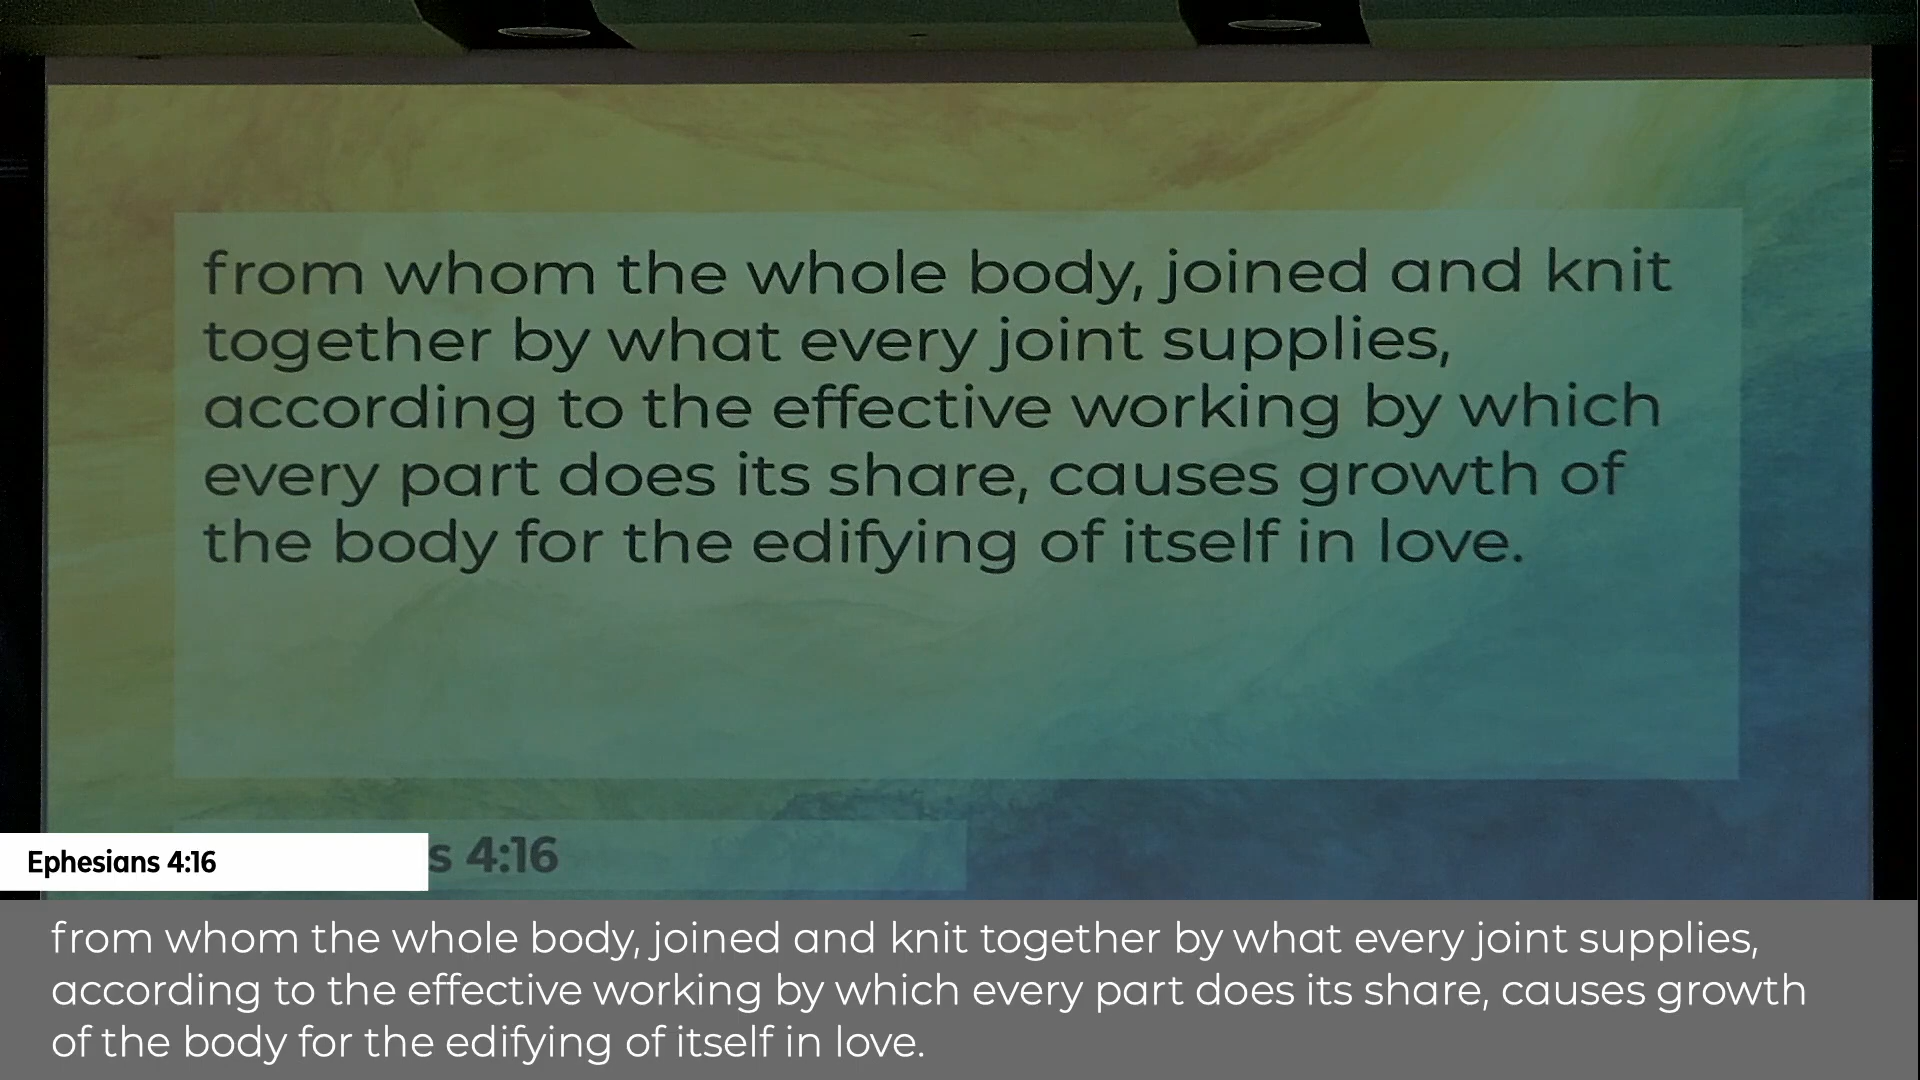 from whom the whole body, joined and knit
together by what every joint supplies,
according to the effective working by which
every part does its share, causes growth of
the body for the edifying of itself in love.
s 4:16
Ephesians 4:16
from whom the whole body, joined and knit together by what every joint supplies,
according to the effective working by which every part does its share, causes growth
of the body for the edifying of itself in love.